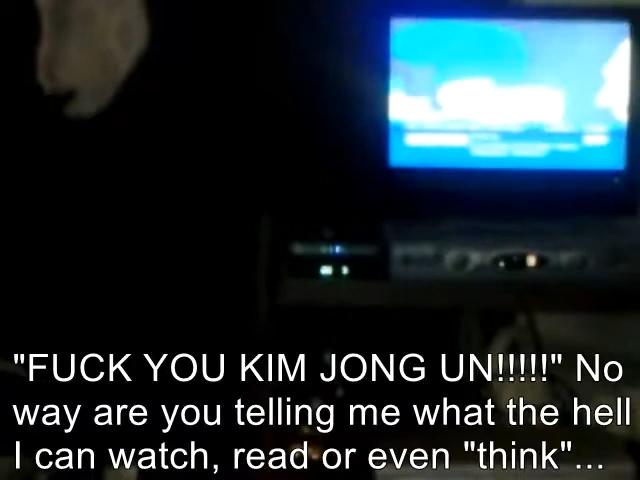 "FUCK YOU KIM JONG UN!!!!!" No
way are you telling me what the hell
I can watch, read or even "think"...